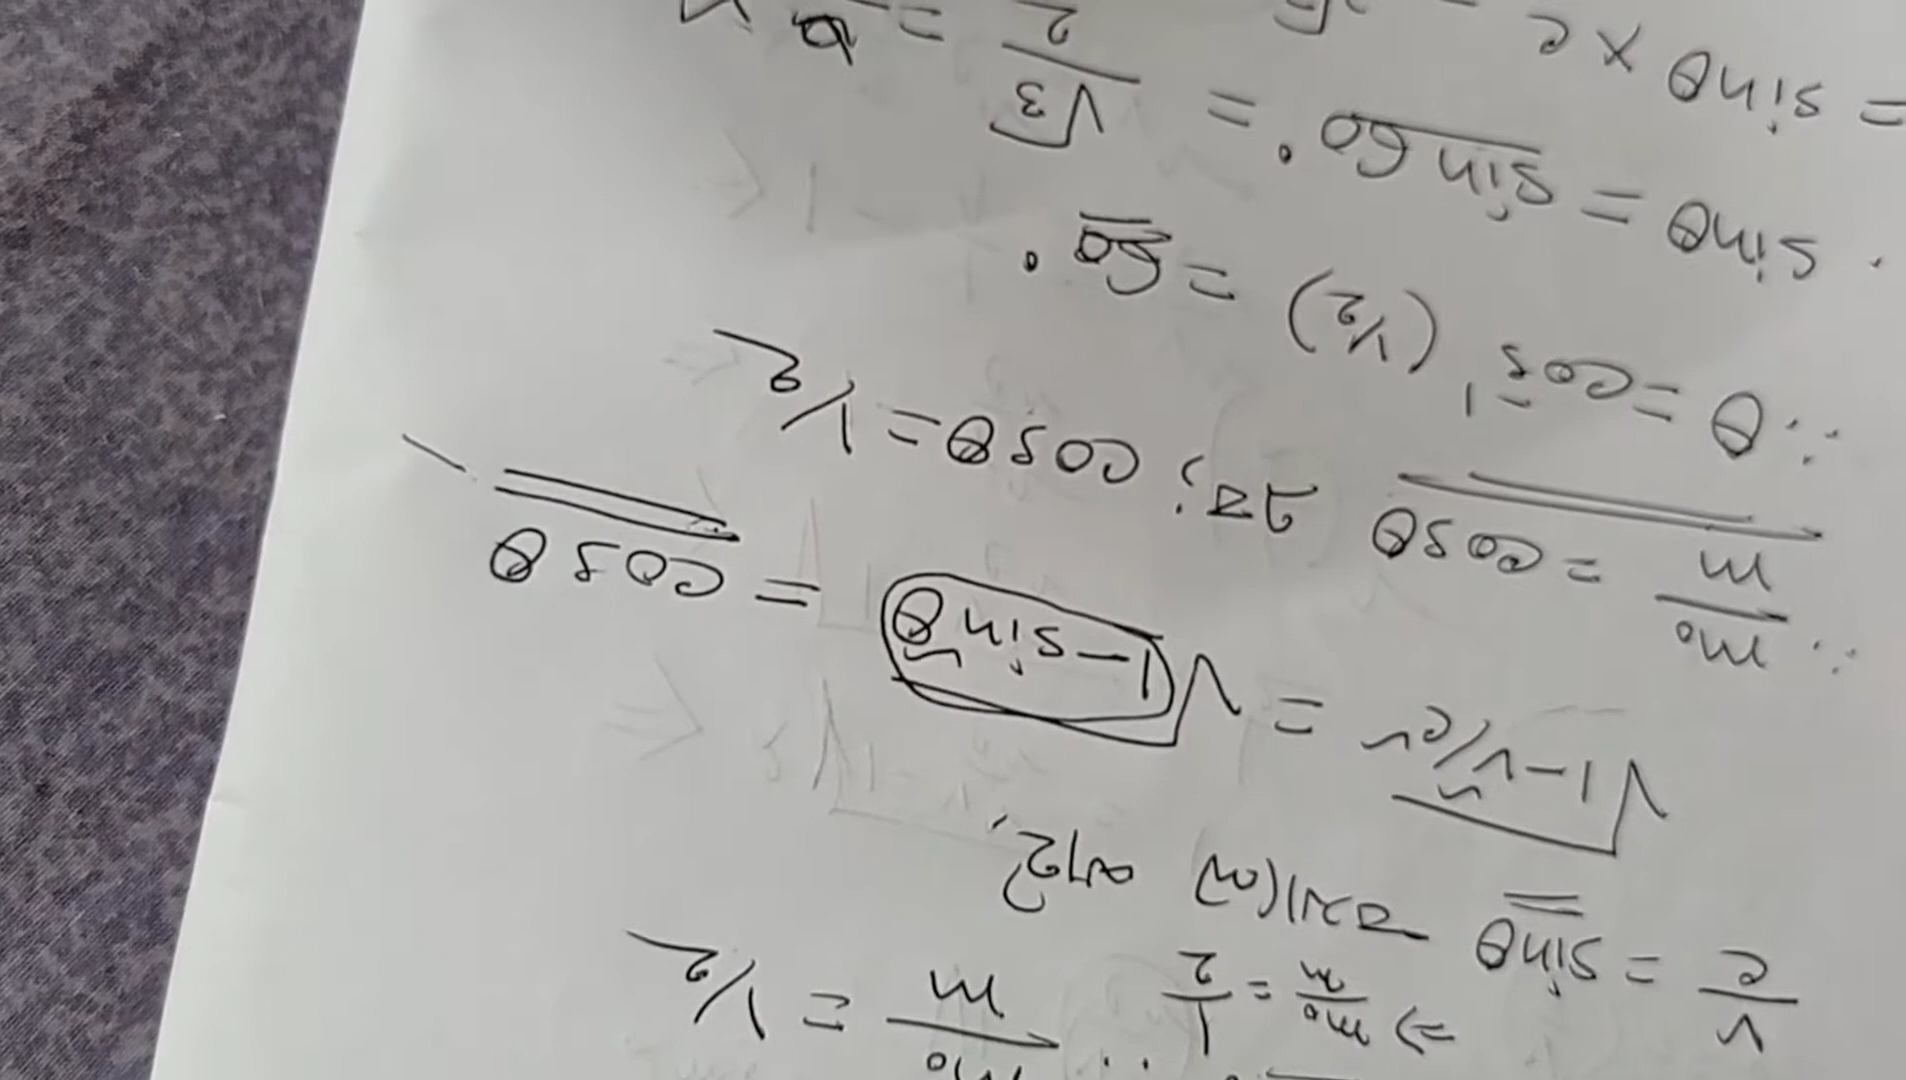 ∴ m₀/m = 1/2
⇒ m₀/m = 1/2
v/c = sinθ
√1-v²/c² = √1-sin²θ = cosθ
∴ m₀/m = cosθ cosθ = 1/2
∴ θ = cos⁻¹ (1/2) = 60°
sinθ = sin 60° = √3/2 =
= sinθ × c